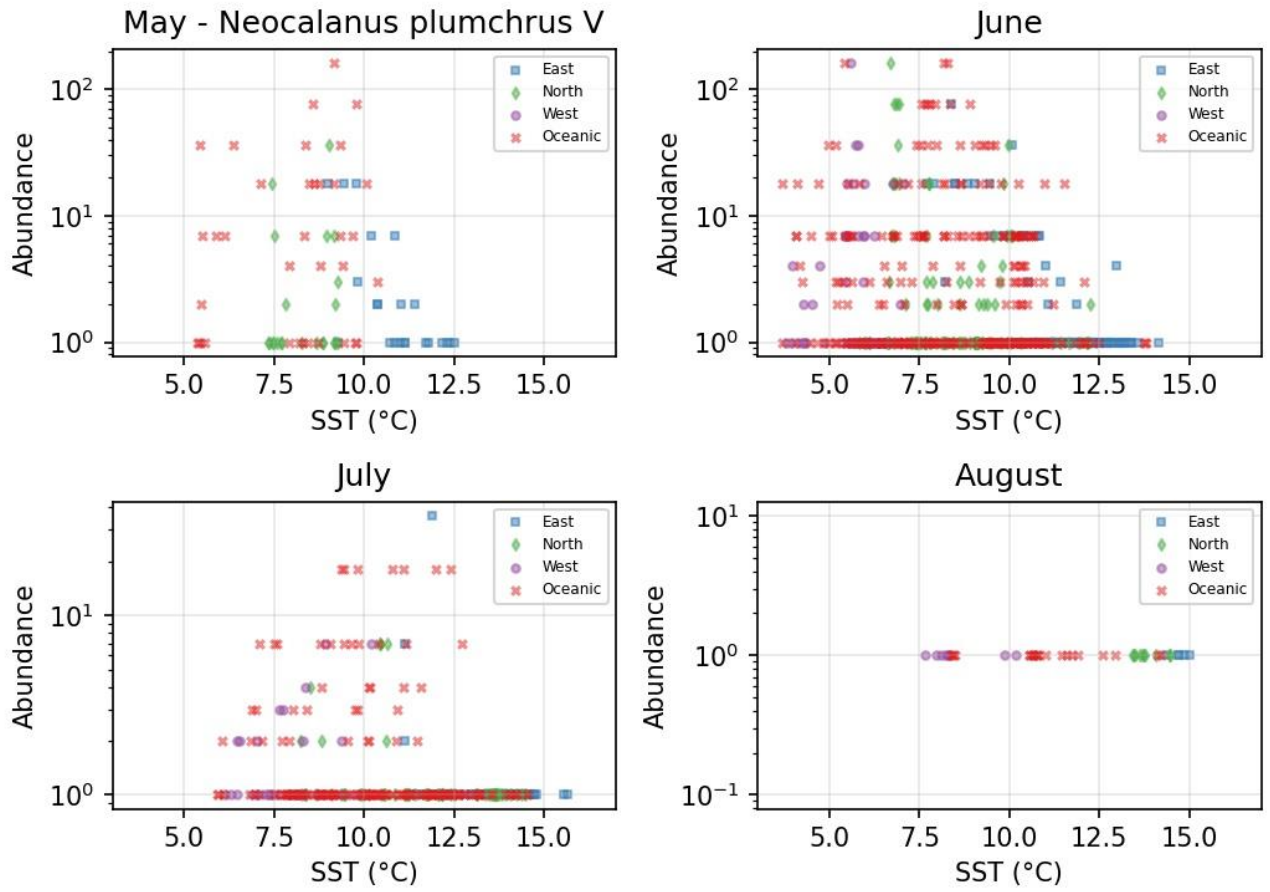 May - Neocalanus plumchrus V
Abundance
10²
10¹
10⁰
East
North
West
Oceanic
5.0 7.5 10.0 12.5 15.0
SST (°C)
June
Abundance
10²
10¹
10⁰
East
North
West
Oceanic
5.0 7.5 10.0 12.5 15.0
SST (°C)
July
Abundance
10¹
10⁰
East
North
West
Oceanic
5.0 7.5 10.0 12.5 15.0
SST (°C)
August
Abundance
10¹
10⁰
10⁻¹
East
North
West
Oceanic
5.0 7.5 10.0 12.5 15.0
SST (°C)